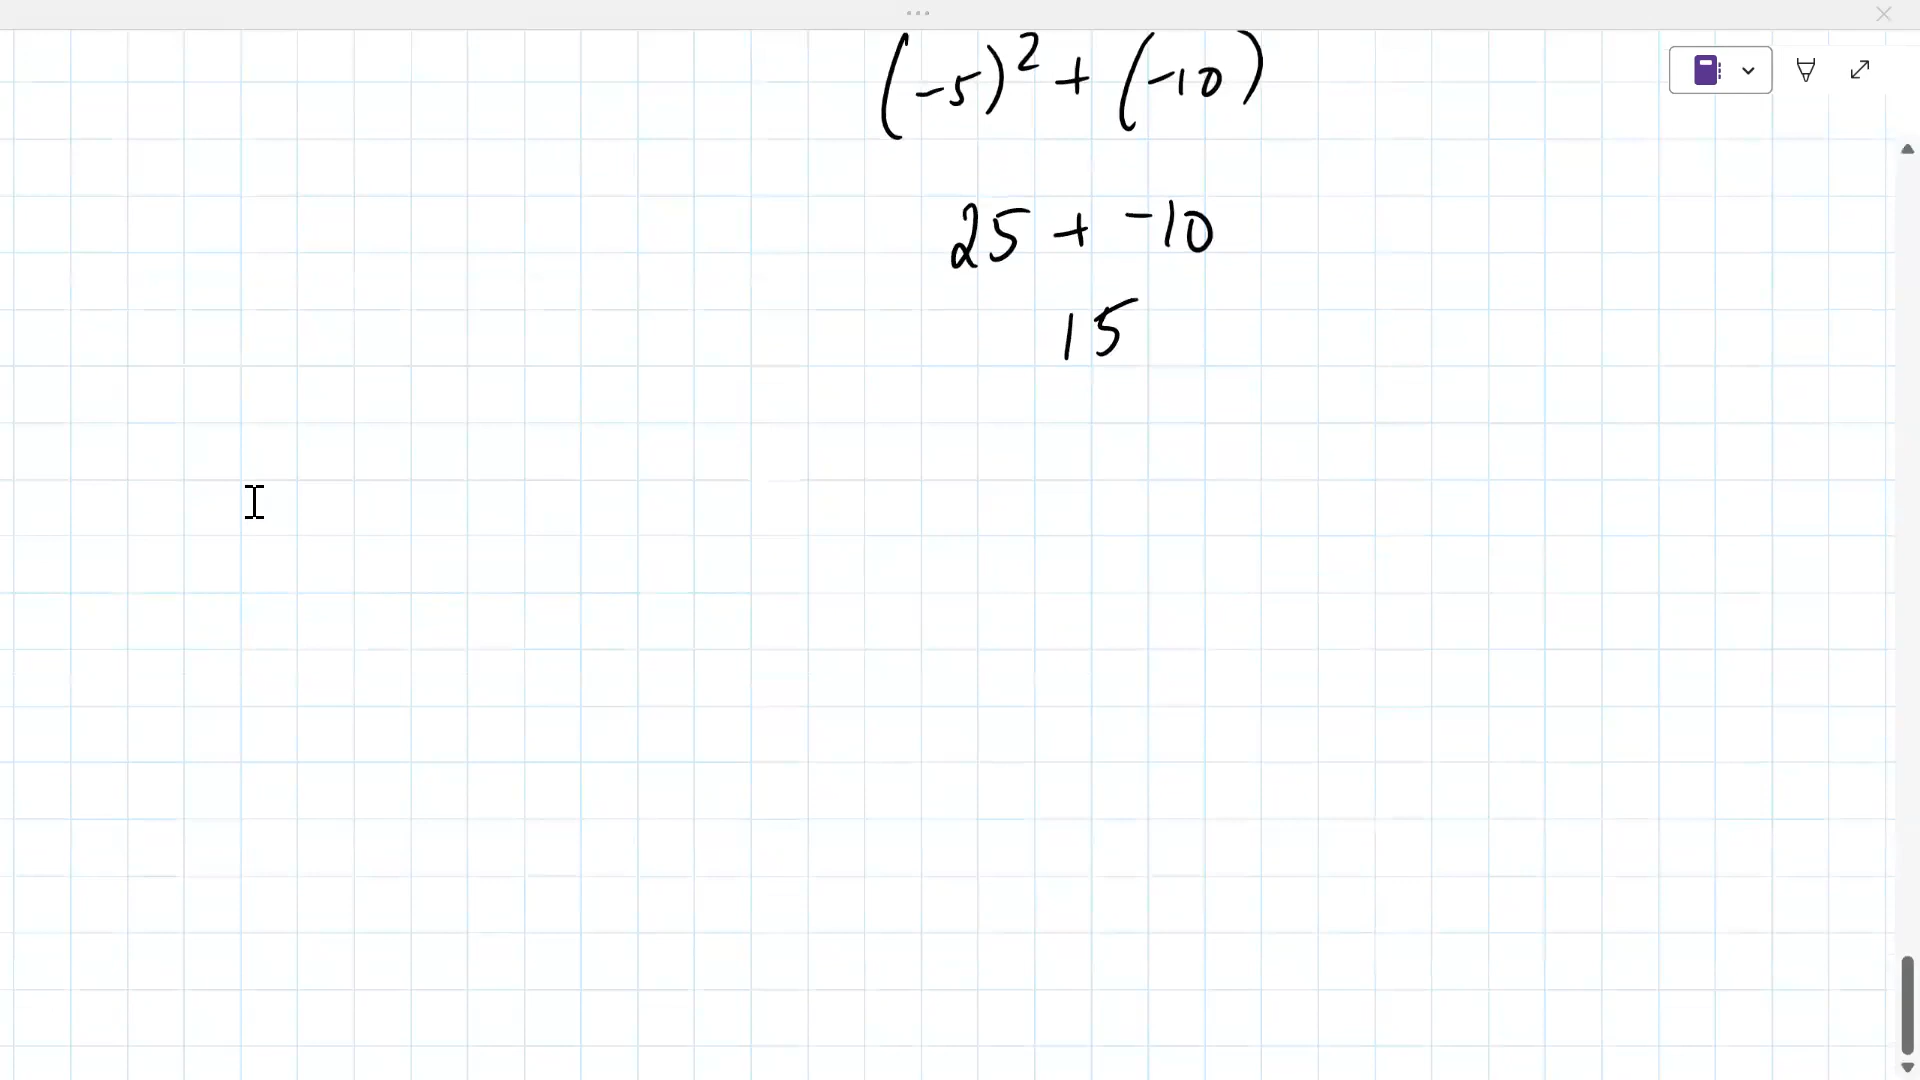 (-5)² + (-10)
25 + -10
15